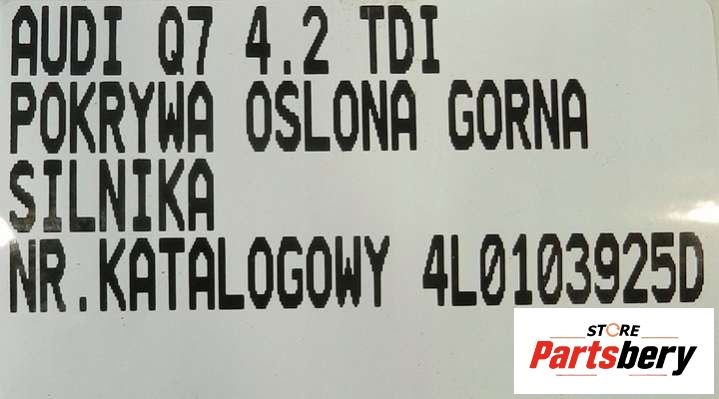 AUDI Q7 4.2 TDI
POKRYWA OSLONA GORNA
SILNIKA
NR.KATALOGOWY 4L0103925D
STORE
Partsbery